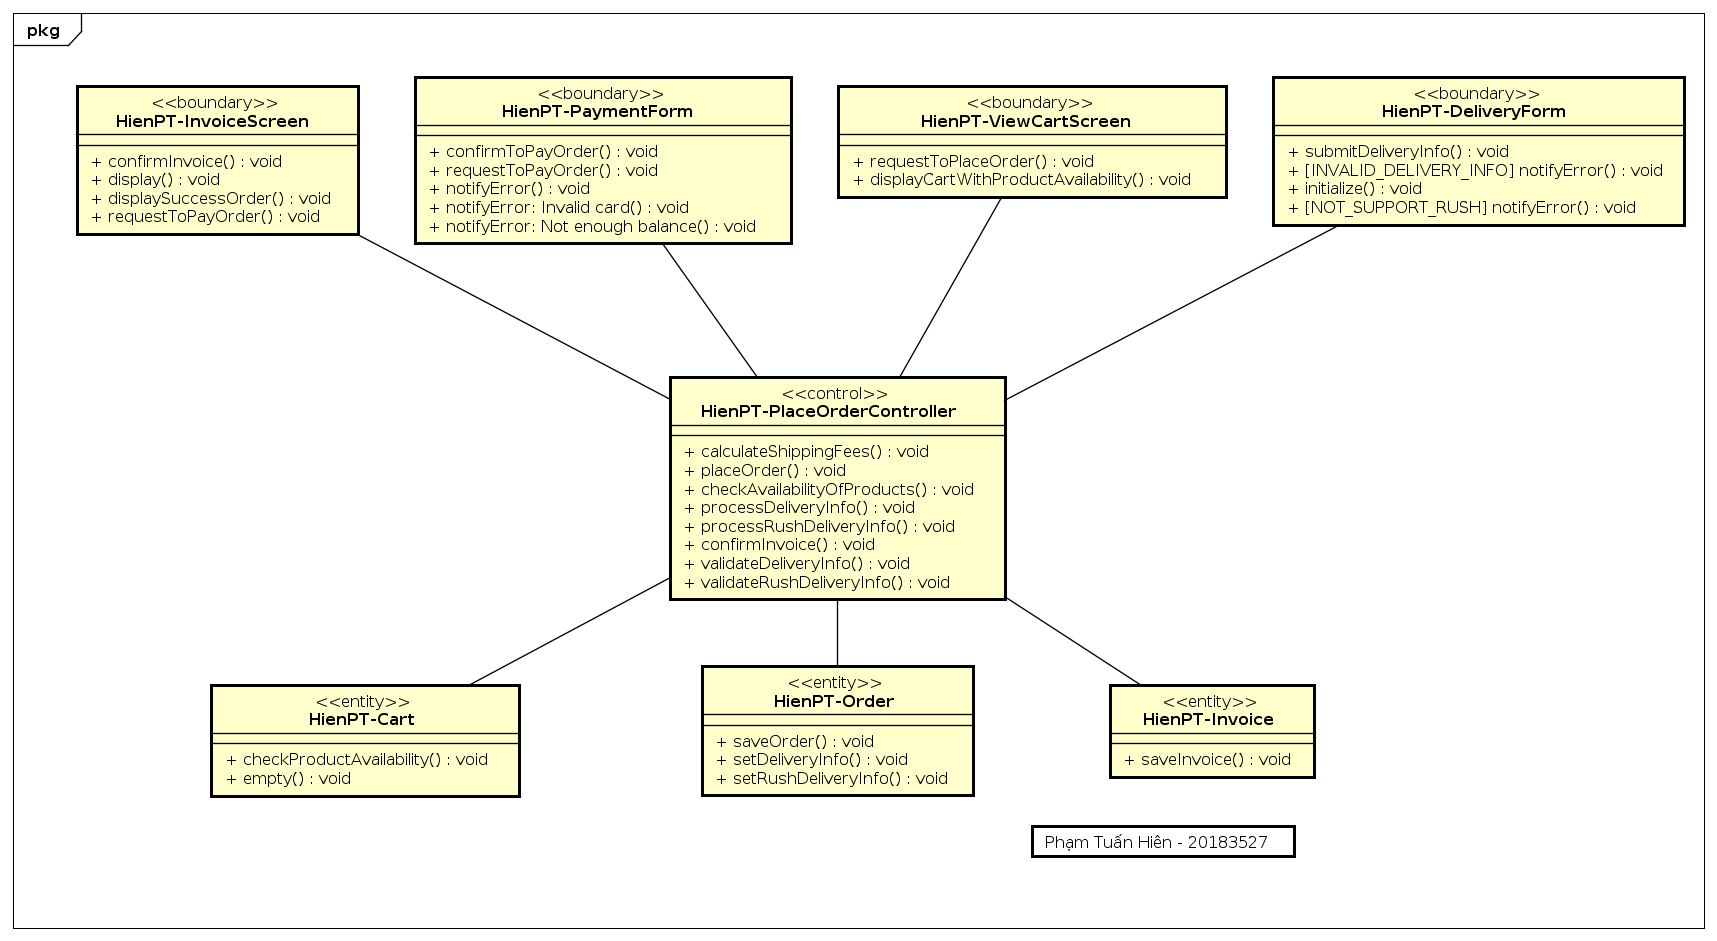 pkg
<<boundary>>
HienPT-InvoiceScreen
+ confirmInvoice() : void
+ display() : void
+ displaySuccessOrder() : void
+ requestToPayOrder() : void
<<boundary>>
HienPT-PaymentForm
+ confirmToPayOrder() : void
+ requestToPayOrder() : void
+ notifyError() : void
+ notifyError: Invalid card() : void
+ notifyError: Not enough balance() : void
<<boundary>>
HienPT-ViewCartScreen
+ requestToPlaceOrder() : void
+ displayCartWithProductAvailability() : void
<<boundary>>
HienPT-DeliveryForm
+ submitDeliveryInfo() : void
+ [INVALID_DELIVERY_INFO] notifyError() : void
+ initialize() : void
+ [NOT_SUPPORT_RUSH] notifyError() : void
<<control>>
HienPT-PlaceOrderController
+ calculateShippingFees() : void
+ placeOrder() : void
+ checkAvailabilityOfProducts() : void
+ processDeliveryInfo() : void
+ processRushDeliveryInfo() : void
+ confirmInvoice() : void
+ validateDeliveryInfo() : void
+ validateRushDeliveryInfo() : void
<<entity>>
HienPT-Cart
+ checkProductAvailability() : void
+ empty() : void
<<entity>>
HienPT-Order
+ saveOrder() : void
+ setDeliveryInfo() : void
+ setRushDeliveryInfo() : void
<<entity>>
HienPT-Invoice
+ saveInvoice() : void
Phạm Tuấn Hiên - 20183527